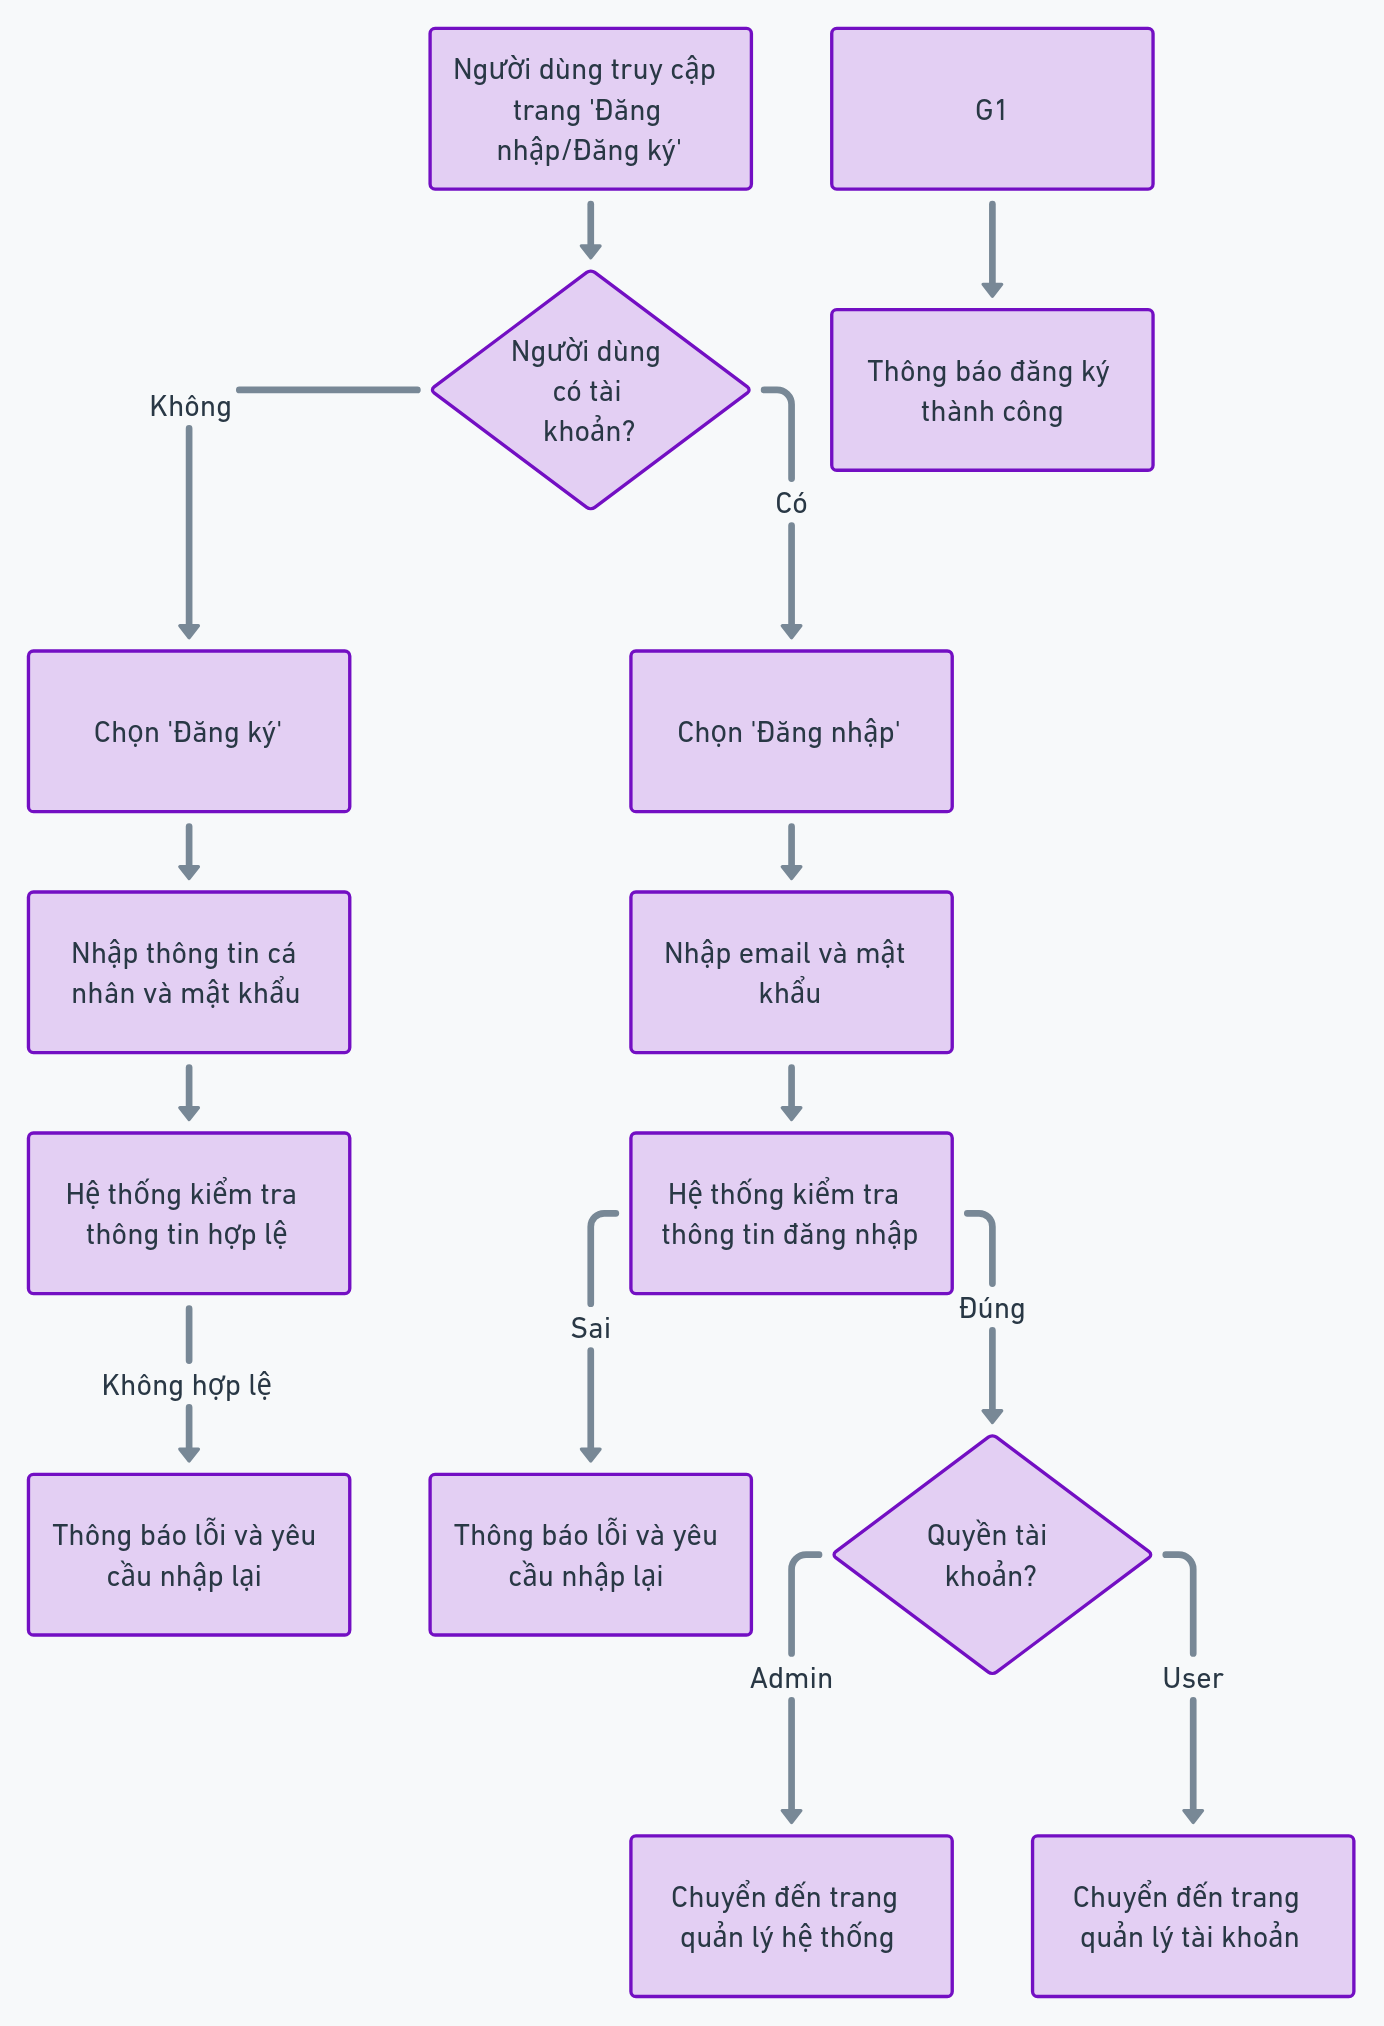 Người dùng truy cập
trang 'Đăng
nhập/Đăng ký'
G1
Người dùng
có tài
khoản?
Thông báo đăng ký
thành công
Không
Có
Chọn 'Đăng ký'
Chọn 'Đăng nhập'
Nhập thông tin cá
nhân và mật khẩu
Nhập email và mật
khẩu
Hệ thống kiểm tra
thông tin hợp lệ
Hệ thống kiểm tra
thông tin đăng nhập
Sai
Đúng
Không hợp lệ
Thông báo lỗi và yêu
cầu nhập lại
Thông báo lỗi và yêu
cầu nhập lại
Quyền tài
khoản?
Admin
User
Chuyển đến trang
quản lý hệ thống
Chuyển đến trang
quản lý tài khoản